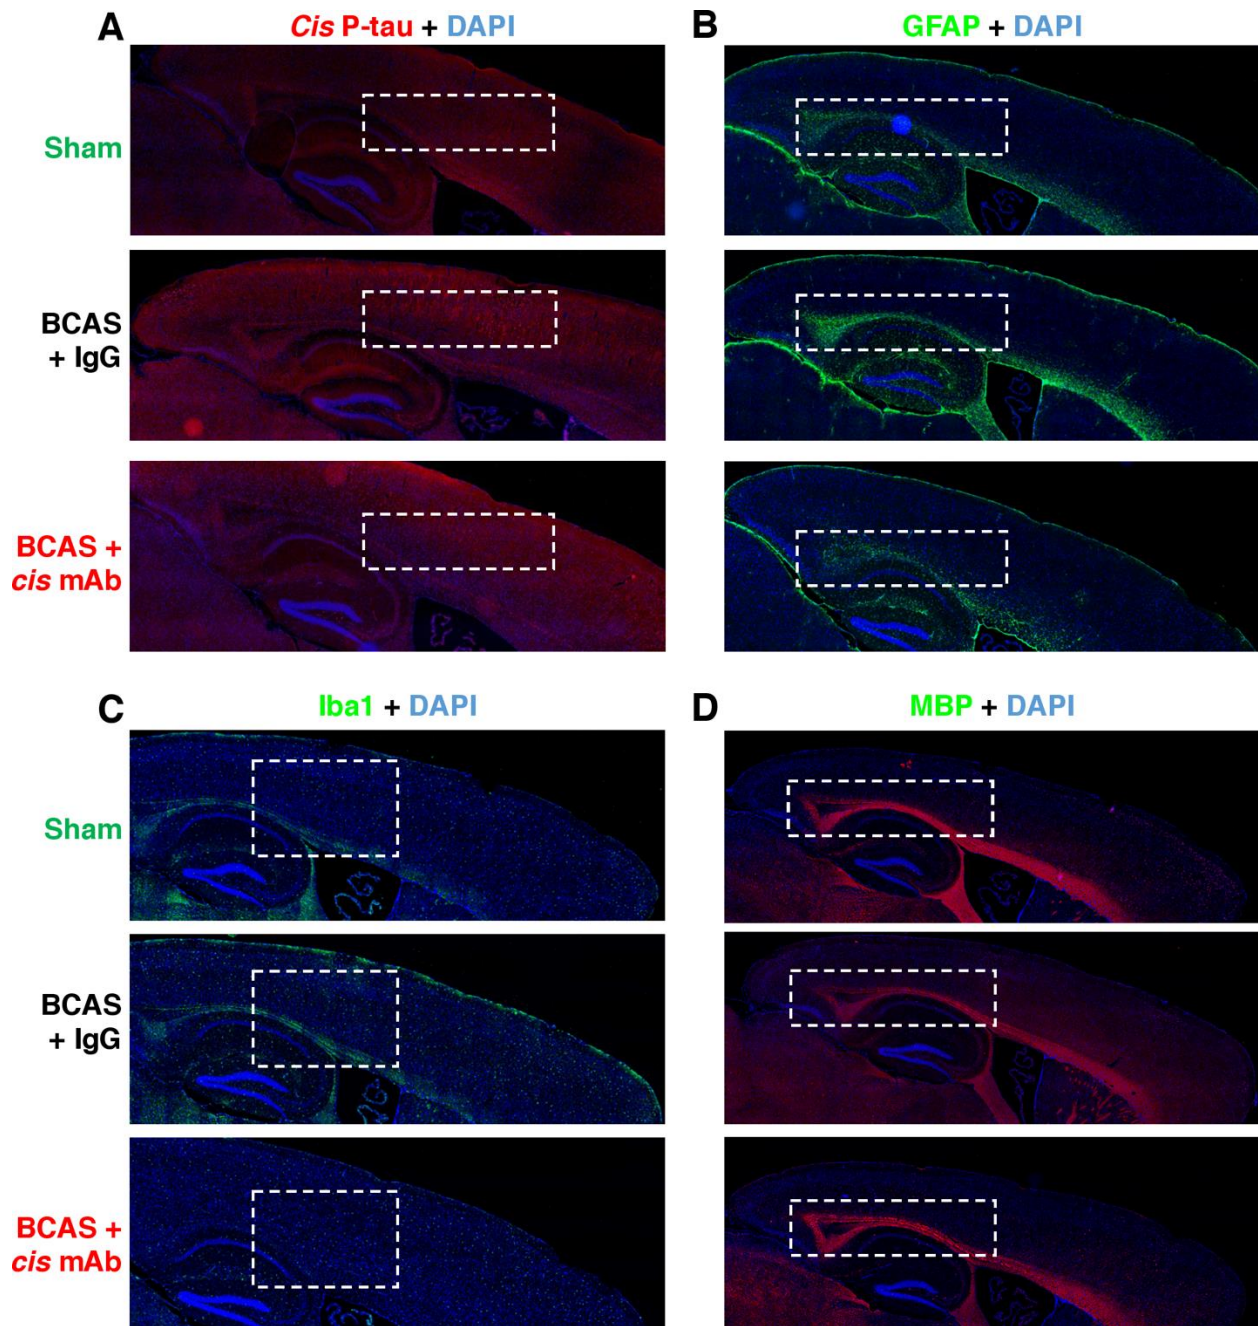 A
Cis P-tau + DAPI
B
GFAP + DAPI
Sham
BCAS
+ IgG
BCAS +
cis mAb
C
Iba1 + DAPI
D
MBP + DAPI
Sham
BCAS
+ IgG
BCAS +
cis mAb